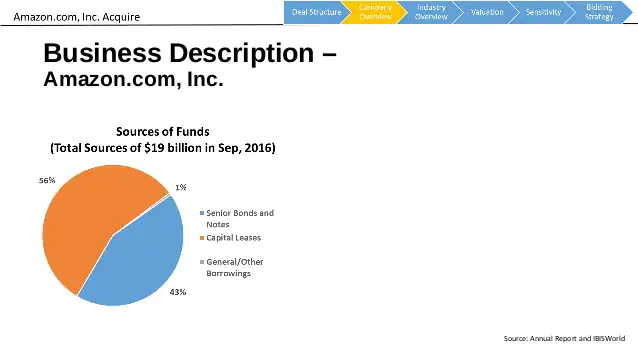 Amazon.com, Inc. Acquire
Deal Structure
Company
Overview
Industry
Overview
Valuation
Sensitivity
Bidding
Strategy
Business Description –
Amazon.com, Inc.
Sources of Funds
(Total Sources of $19 billion in Sep, 2016)
56%
1%
43%
Senior Bonds and
Notes
Capital Leases
General/Other
Borrowings
Source: Annual Report and IBISWorld